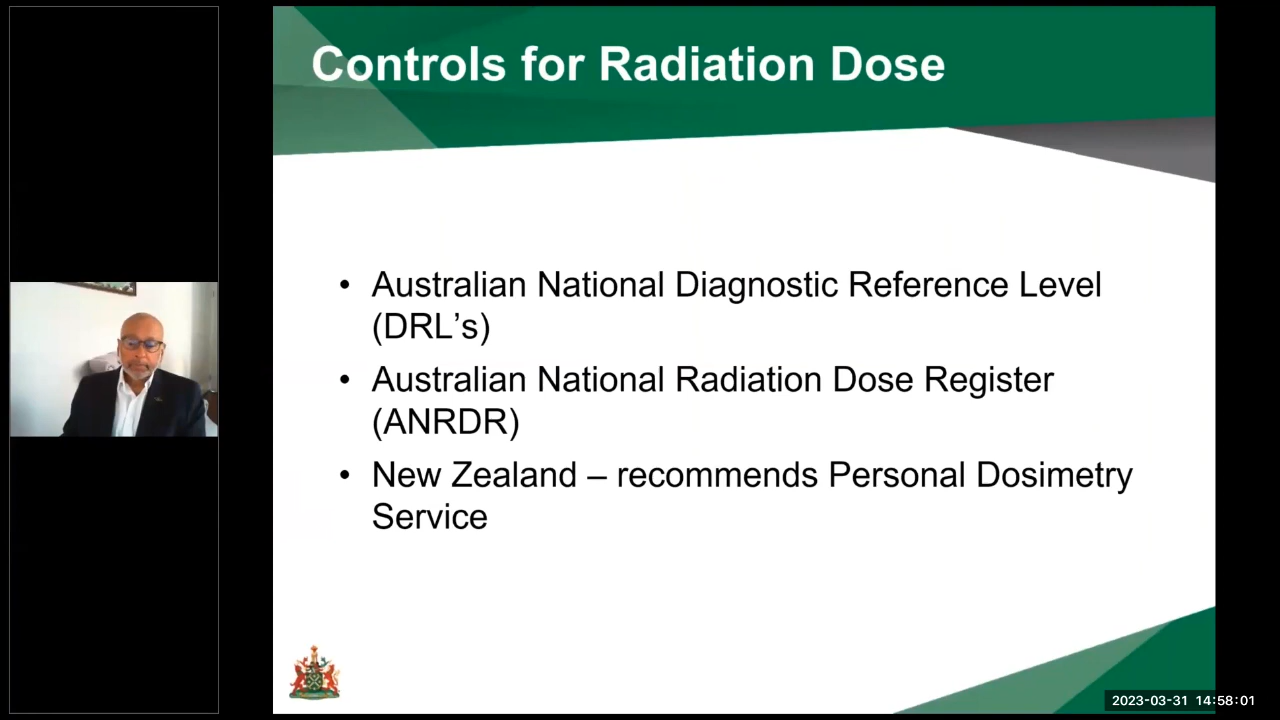 Controls for Radiation Dose
• Australian National Diagnostic Reference Level
(DRL's)
• Australian National Radiation Dose Register
(ANRDR)
• New Zealand – recommends Personal Dosimetry
Service
2023-03-31 14:58:01